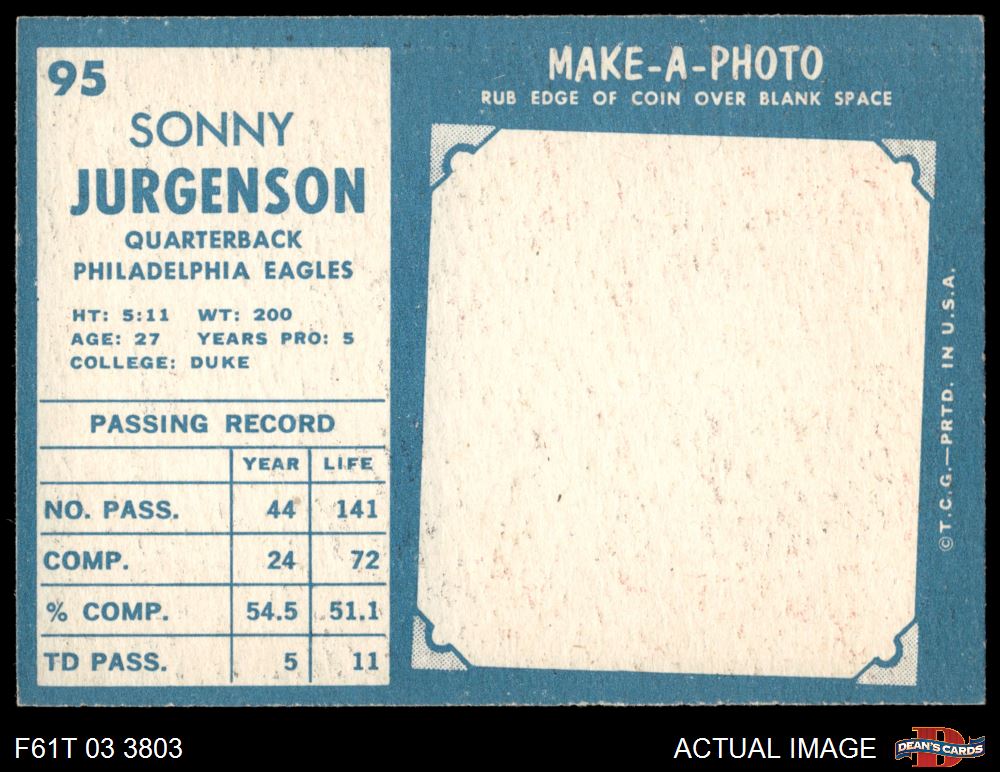 95
SONNY
JURGENSON
QUARTERBACK
PHILADELPHIA EAGLES
HT: 5:11 WT: 200
AGE: 27 YEARS PRO: 5
COLLEGE: DUKE
PASSING RECORD
YEAR LIFE
NO. PASS. 44 141
COMP. 24 72
% COMP. 54.5 51.1
TD PASS. 5 11
MAKE-A-PHOTO
RUB EDGE OF COIN OVER BLANK SPACE
©T.C.G.—PRTD. IN U.S.A.
F61T 03 3803
ACTUAL IMAGE
D
DEAN'S CARDS